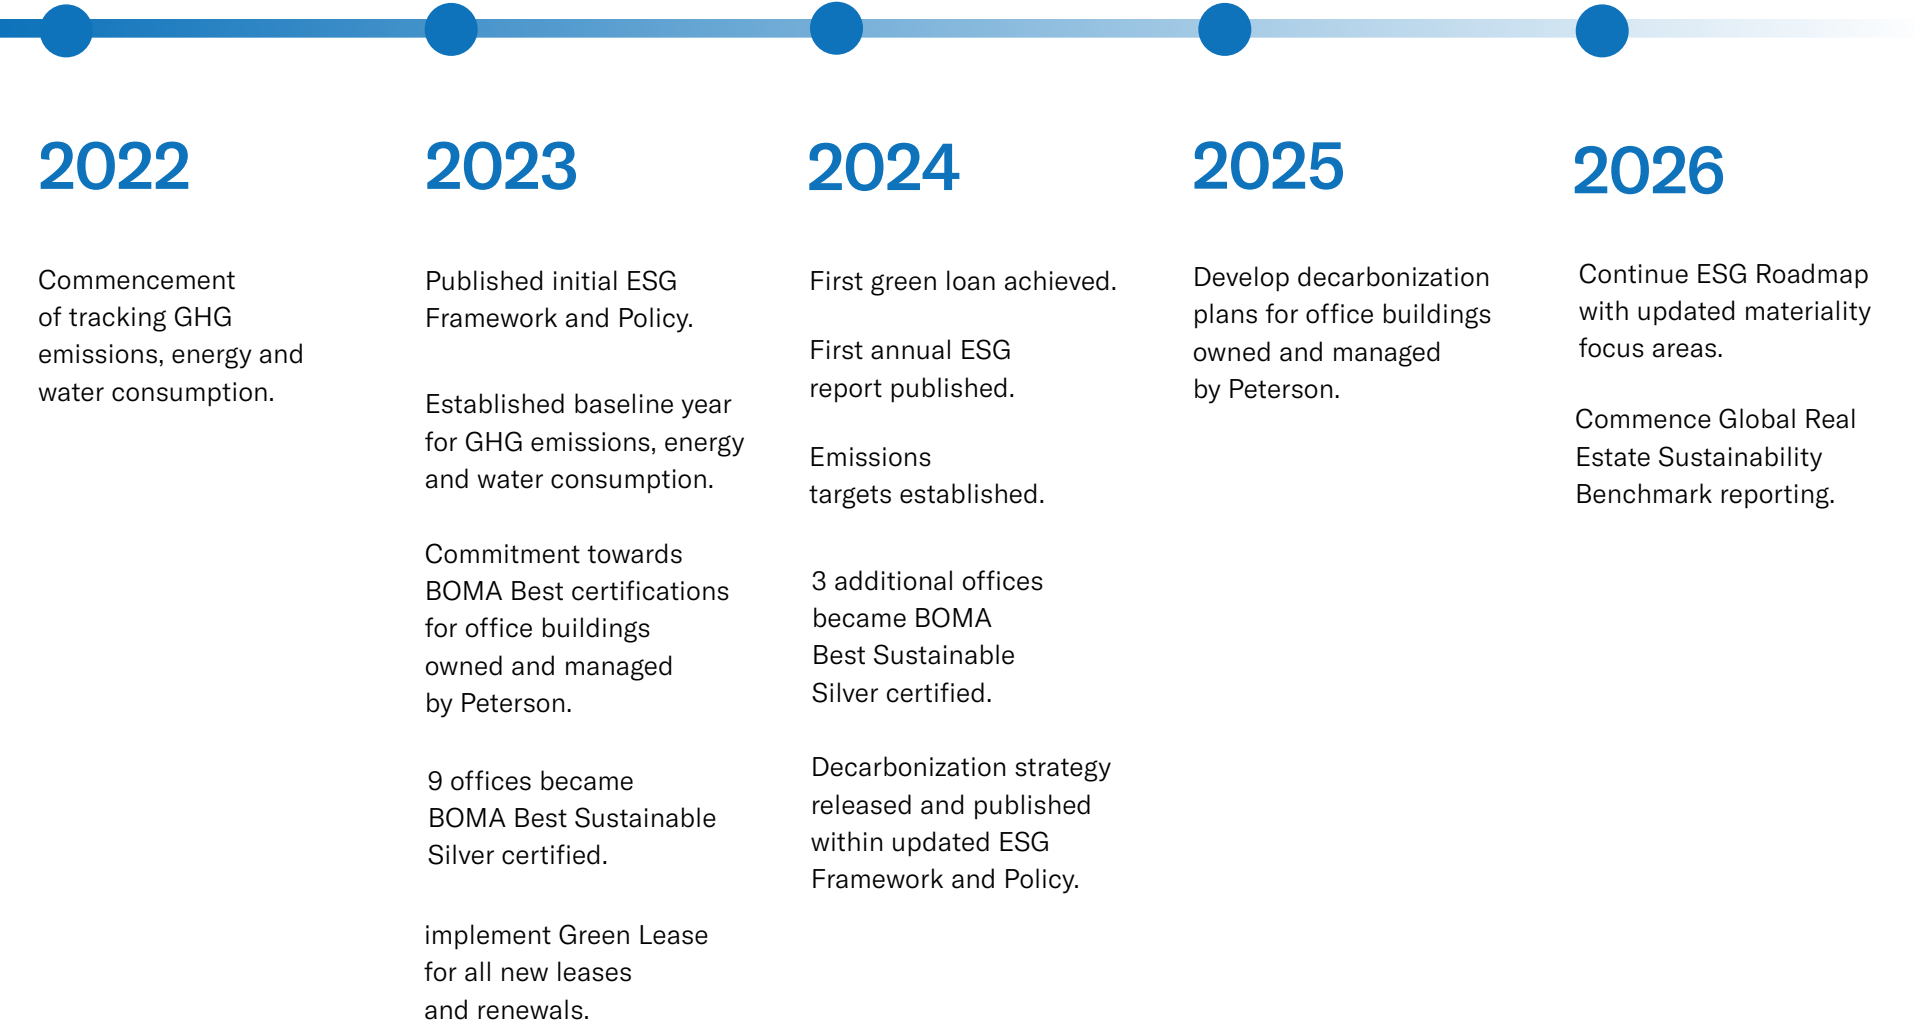 2022
Commencement
of tracking GHG
emissions, energy and
water consumption.
2023
Published initial ESG
Framework and Policy.
Established baseline year
for GHG emissions, energy
and water consumption.
Commitment towards
BOMA Best certifications
for office buildings
owned and managed
by Peterson.
9 offices became
BOMA Best Sustainable
Silver certified.
implement Green Lease
for all new leases
and renewals.
2024
First green loan achieved.
First annual ESG
report published.
Emissions
targets established.
3 additional offices
became BOMA
Best Sustainable
Silver certified.
Decarbonization strategy
released and published
within updated ESG
Framework and Policy.
2025
Develop decarbonization
plans for office buildings
owned and managed
by Peterson.
2026
Continue ESG Roadmap
with updated materiality
focus areas.
Commence Global Real
Estate Sustainability
Benchmark reporting.